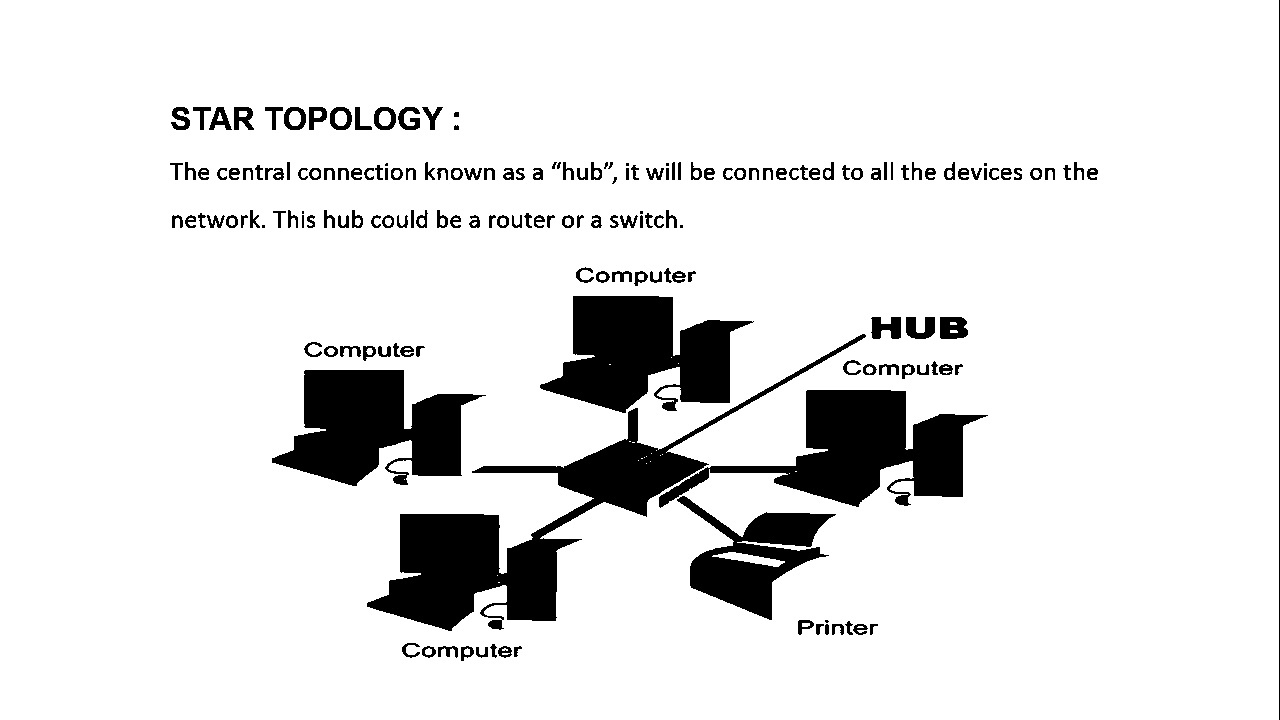 STAR TOPOLOGY :
The central connection known as a “hub”, it will be connected to all the devices on the
network. This hub could be a router or a switch.
Computer
HUB
Computer
Computer
Printer
Computer